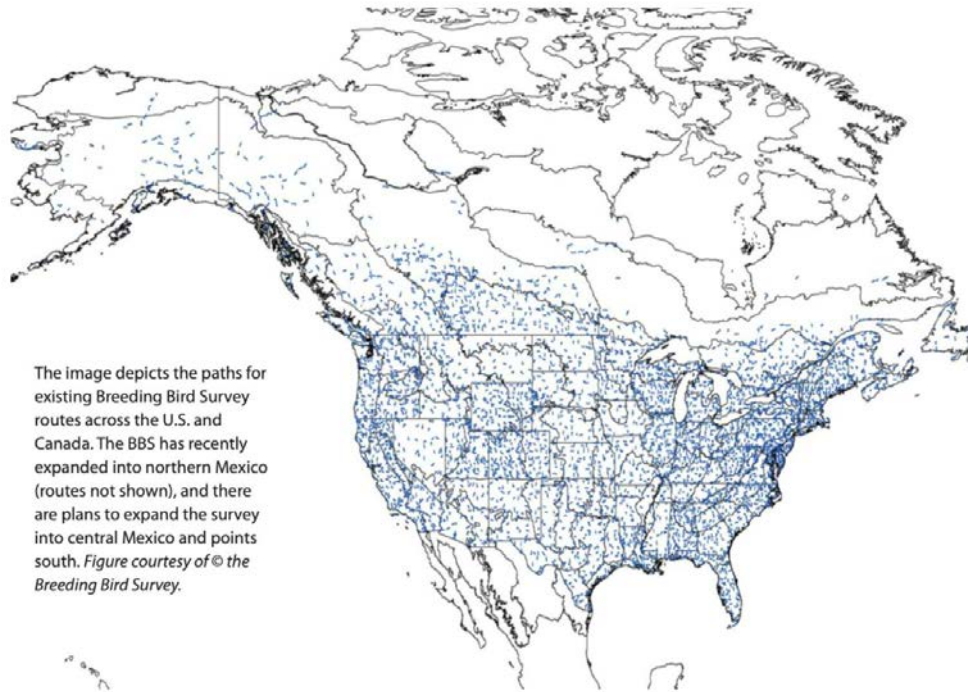 The image depicts the paths for
existing Breeding Bird Survey
routes across the U.S. and
Canada. The BBS has recently
expanded into northern Mexico
(routes not shown), and there
are plans to expand the survey
into central Mexico and points
south. Figure courtesy of © the
Breeding Bird Survey.